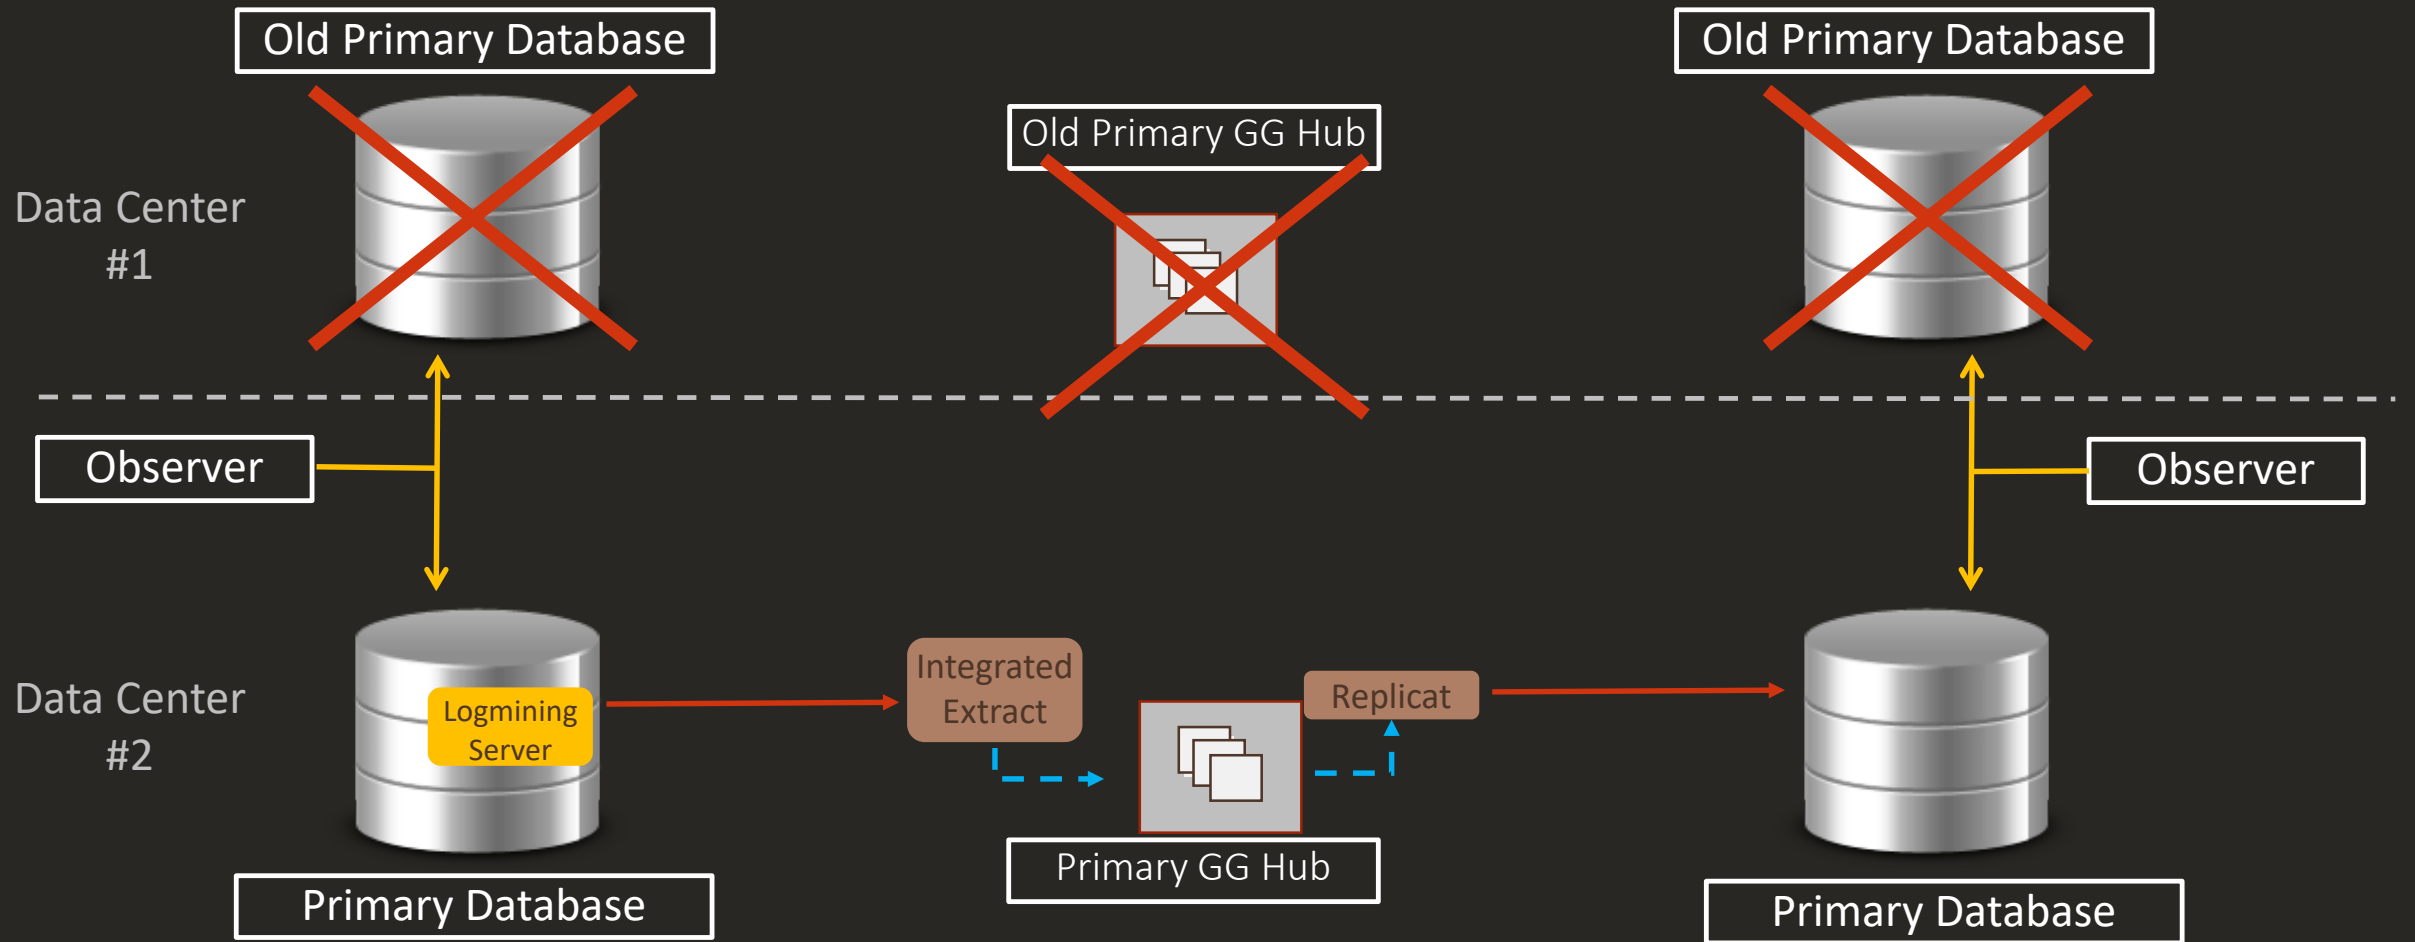 Old Primary Database
Old Primary Database
Old Primary GG Hub
Data Center
#1
Observer
Observer
Integrated
Extract
Replicat
Data Center
#2
Logmining
Server
Primary GG Hub
Primary Database
Primary Database